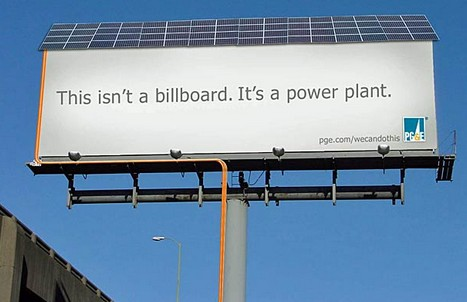 This isn't a billboard. It's a power plant.
pge.com/wecandothis
PG&E